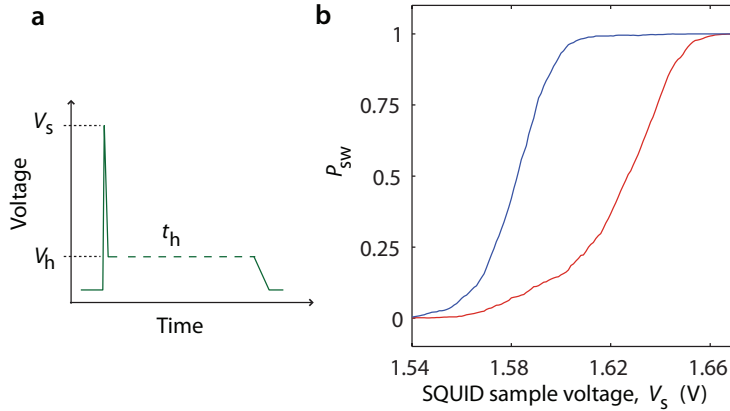 a
V_s
V_h
t_h
Voltage
Time
b
1
0.75
0.5
0.25
0
P_sw
1.54 1.58 1.62 1.66
SQUID sample voltage, V_s (V)